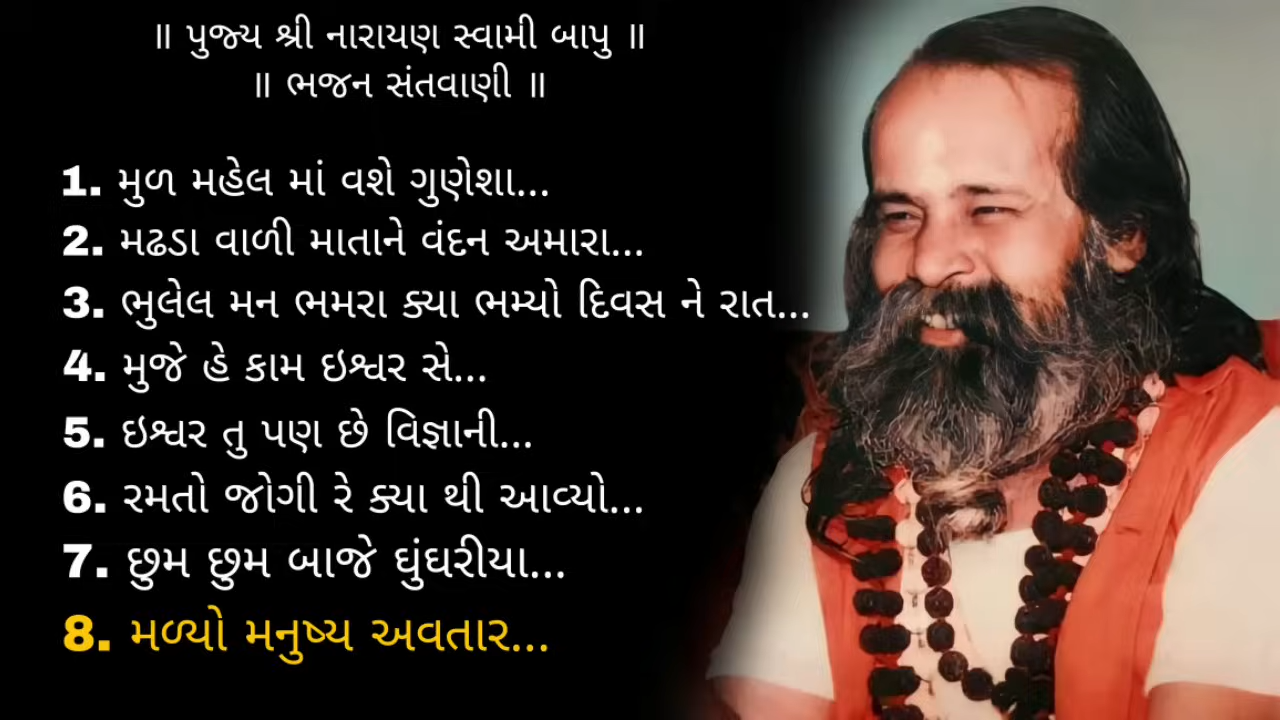 ॥ પુજ્ય શ્રી નારાયણ સ્વામી બાપુ ॥
॥ ભજન સંતવાણી ॥
1. મુળ મહેલ માં વશે ગુણેશા...
2. મઢડા વાળી માતાને વંદન અમારા...
3. ભુલેલ મન ભમરા ક્યા ભમ્યો દિવસ ને રાત...
4. મુજે હે કામ ઇશ્વર સે...
5. ઇશ્વર તુ પણ છે વિજ્ઞાની...
6. રમતો જોગી રે ક્યા થી આવ્યો...
7. છુમ છુમ બાજે ઘુંઘરીયા...
8. મળ્યો મનુષ્ય અવતાર...